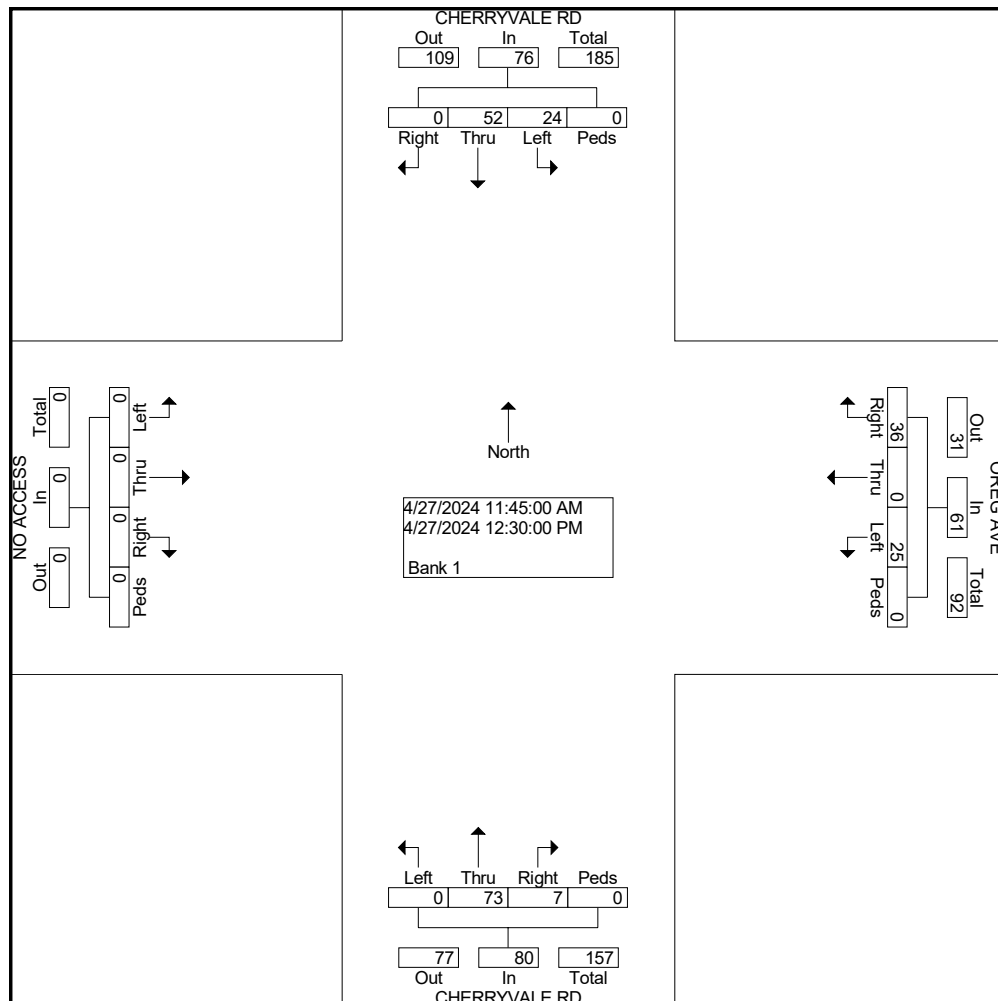 CHERRYVALE RD
Out In Total
109 76 185
0 52 24 0
Right Thru Left Peds
NO ACCESS
Total In Out
0 0 0
0 0 0 0
Left Thru Right Peds
North
4/27/2024 11:45:00 AM
4/27/2024 12:30:00 PM
Bank 1
Right Thru Left Peds
36 0 25 0
31 61 92
Out In Total
OREG AVE
Left Thru Right Peds
0 73 7 0
77 80 157
Out In Total
CHERRYVALE RD